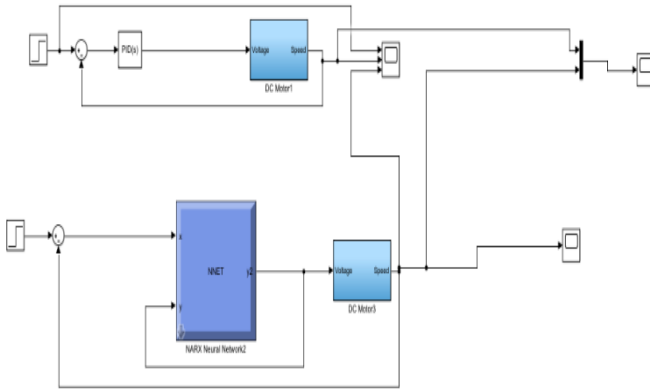 PID(s)
Voltage
Speed
DC Motor1
x
NNET
y2
y
NARX Neural Network2
Voltage
Speed
DC Motor3